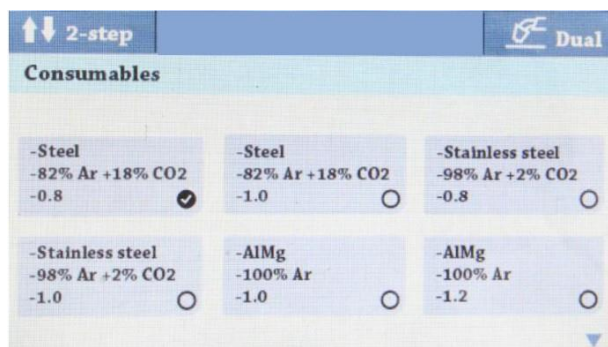 2-step
Dual
Consumables
-Steel
-82% Ar +18% CO2
-0.8
-Steel
-82% Ar +18% CO2
-1.0
-Stainless steel
-98% Ar +2% CO2
-0.8
-Stainless steel
-98% Ar +2% CO2
-1.0
-AlMg
-100% Ar
-1.0
-AlMg
-100% Ar
-1.2